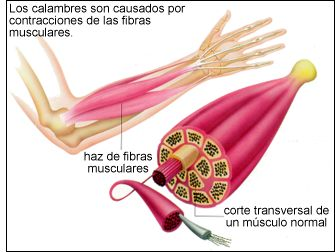 Los calambres son causados por
contracciones de las fibras
musculares.
haz de fibras
musculares
corte transversal de
un músculo normal